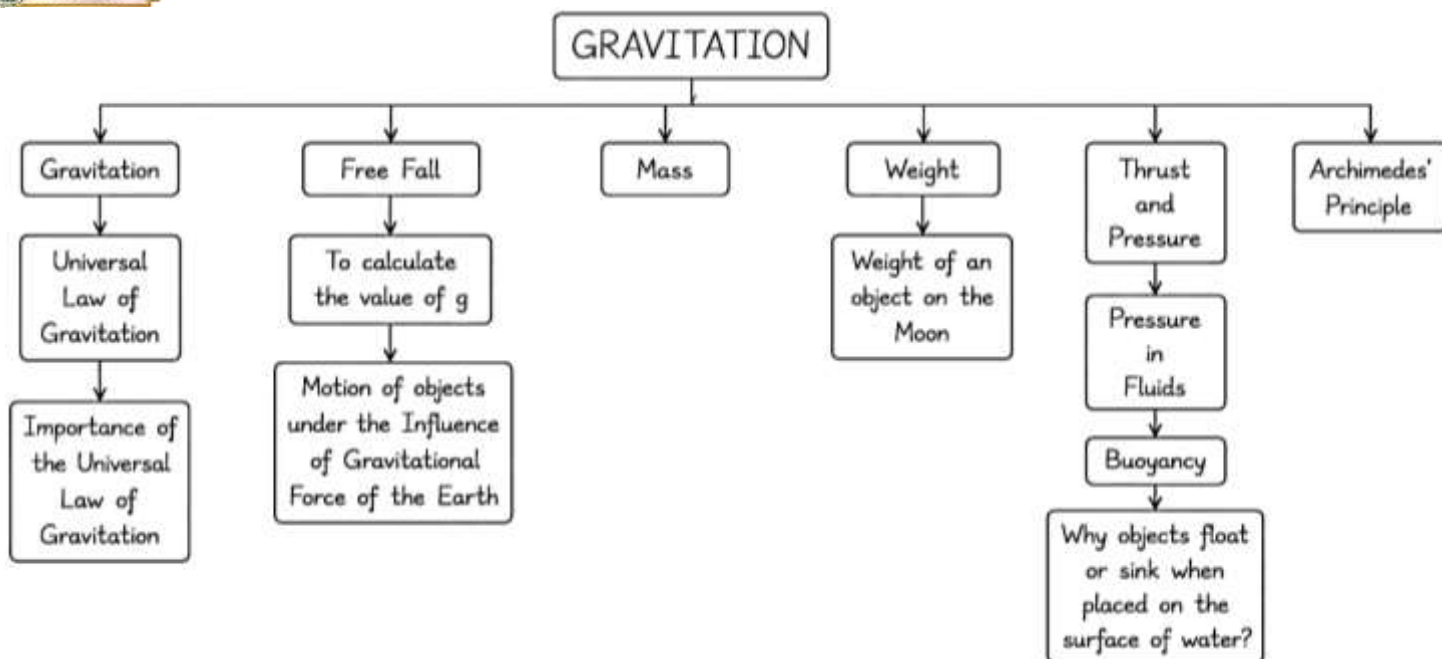 GRAVITATION
Gravitation
Universal
Law of
Gravitation
Importance of
the Universal
Law of
Gravitation
Free Fall
To calculate
the value of g
Motion of objects
under the Influence
of Gravitational
Force of the Earth
Mass
Weight
Weight of an
object on the
Moon
Thrust
and
Pressure
Pressure
in
Fluids
Buoyancy
Why objects float
or sink when
placed on the
surface of water?
Archimedes'
Principle